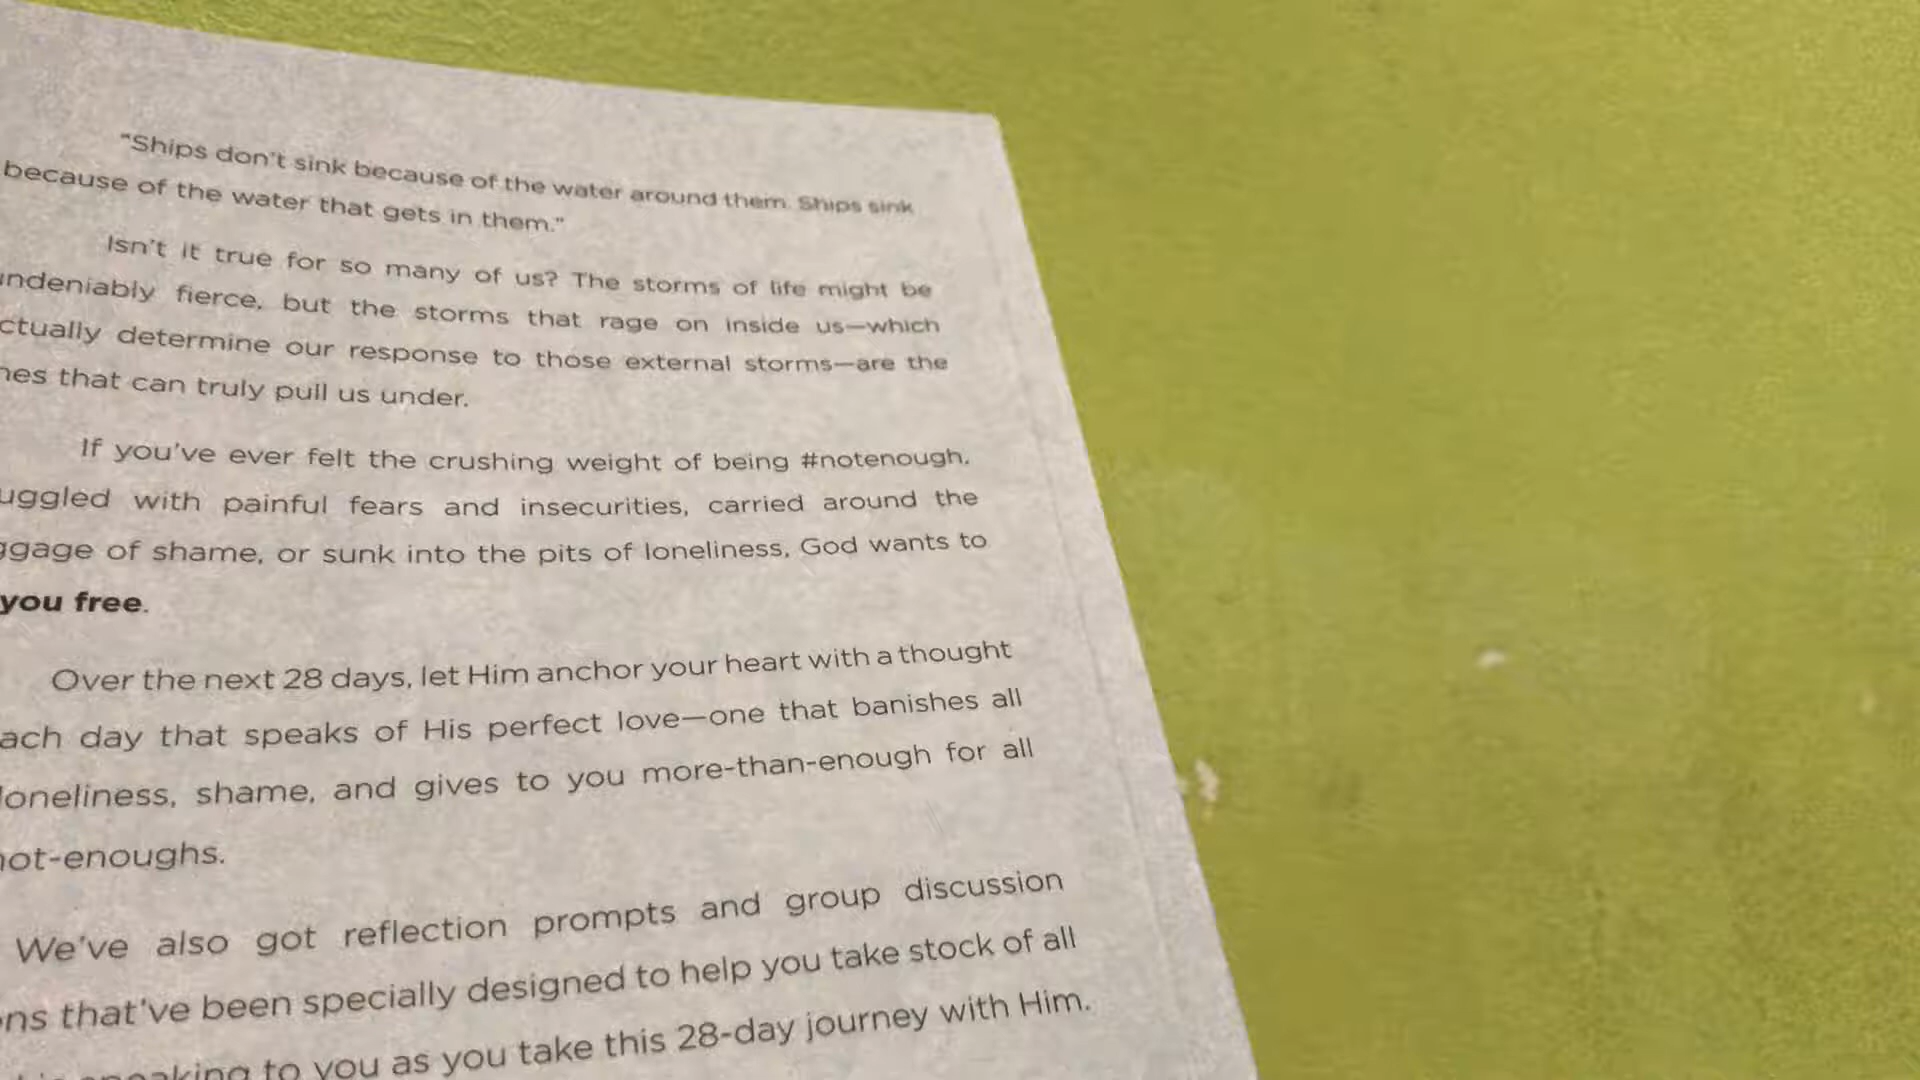 "Ships don't sink because of the water around them. Ships sink
because of the water that gets in them."
Isn't it true for so many of us? The storms of life might be
undeniably fierce, but the storms that rage on inside us—which
ctually determine our response to those external storms—are the
nes that can truly pull us under.
If you've ever felt the crushing weight of being #notenough,
uggled with painful fears and insecurities, carried around the
ggage of shame, or sunk into the pits of loneliness, God wants to
you free.
Over the next 28 days, let Him anchor your heart with a thought
ach day that speaks of His perfect love—one that banishes all
loneliness, shame, and gives to you more-than-enough for all
not-enoughs.
We've also got reflection prompts and group discussion
ns that've been specially designed to help you take stock of all
speaking to you as you take this 28-day journey with Him.